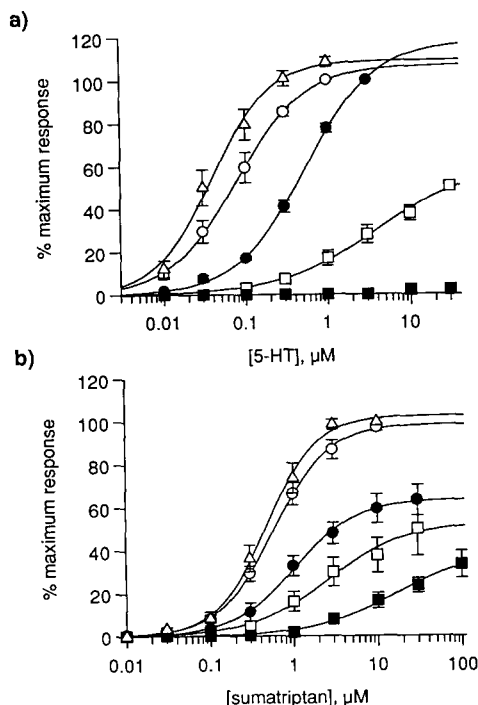 a)
120
100
80
60
40
20
0
% maximum response
0.01 0.1 1 10
[5-HT], µM
b)
120
100
80
60
40
20
0
% maximum response
0.01 0.1 1 10 100
[sumatriptan], µM